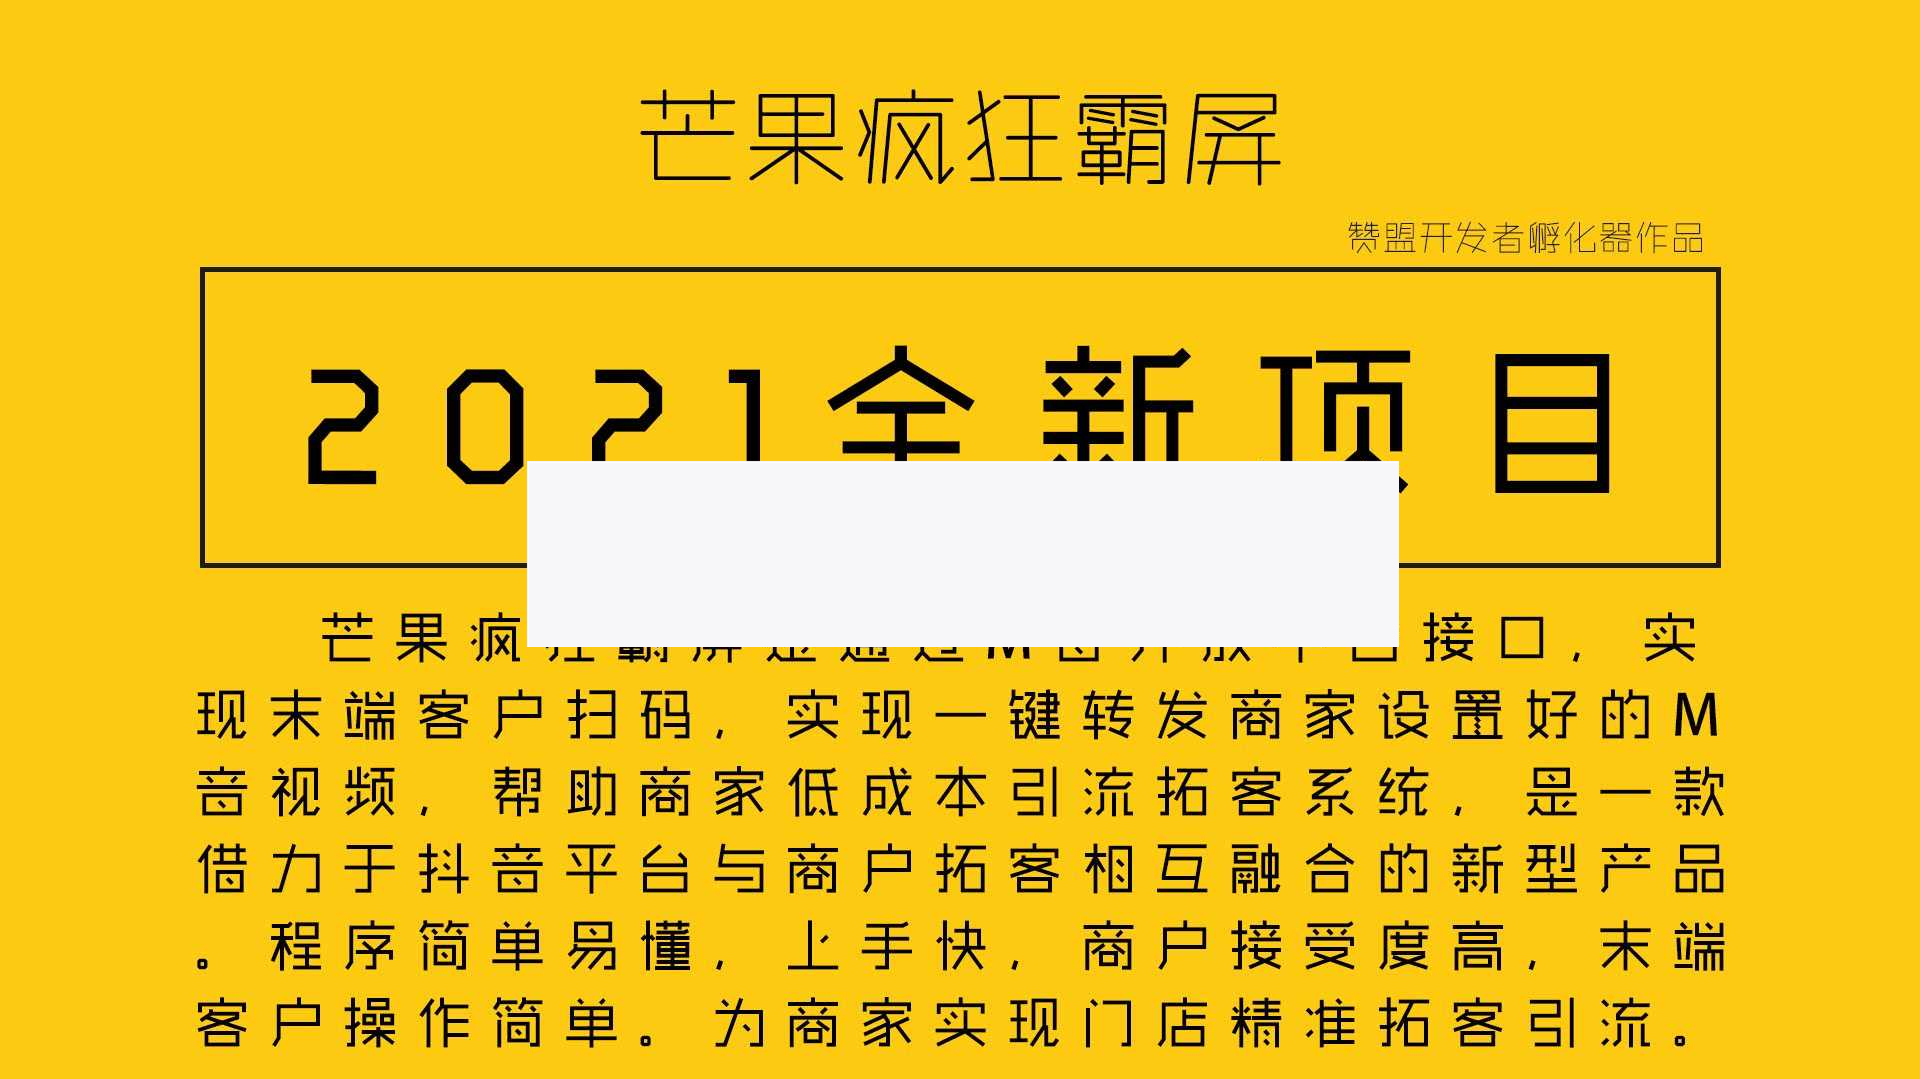 芒果疯狂霸屏
赞盟开发者孵化器作品
2021全新项目
芒果疯 接口，实
现末端客户扫码，实现一键转发商家设置好的M
音视频，帮助商家低成本引流拓客系统，是一款
借力于抖音平台与商户拓客相互融合的新型产品
。程序简单易懂，上手快，商户接受度高，末端
客户操作简单。为商家实现门店精准拓客引流。